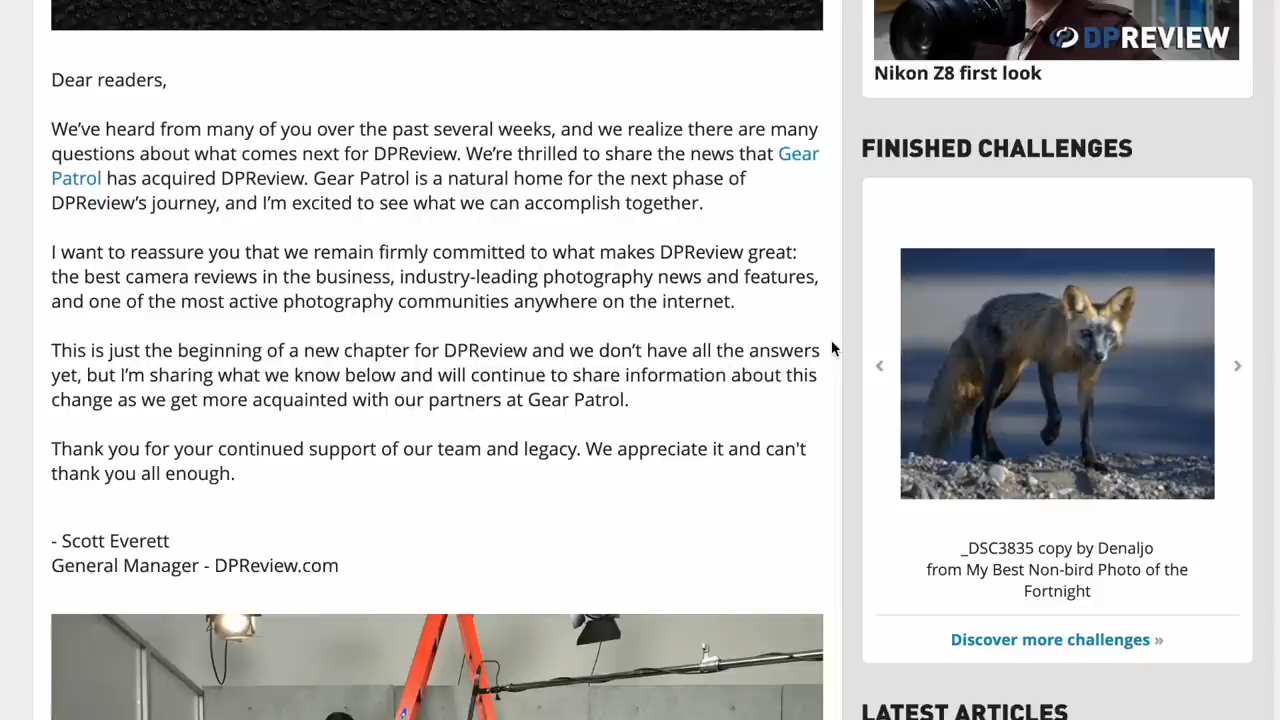 Dear readers,
We've heard from many of you over the past several weeks, and we realize there are many
questions about what comes next for DPReview. We're thrilled to share the news that Gear
Patrol has acquired DPReview. Gear Patrol is a natural home for the next phase of
DPReview's journey, and I'm excited to see what we can accomplish together.
I want to reassure you that we remain firmly committed to what makes DPReview great:
the best camera reviews in the business, industry-leading photography news and features,
and one of the most active photography communities anywhere on the internet.
This is just the beginning of a new chapter for DPReview and we don't have all the answers
yet, but I'm sharing what we know below and will continue to share information about this
change as we get more acquainted with our partners at Gear Patrol.
Thank you for your continued support of our team and legacy. We appreciate it and can't
thank you all enough.
- Scott Everett
General Manager - DPReview.com
DPREVIEW
Nikon Z8 first look
FINISHED CHALLENGES
_DSC3835 copy by Denaljo
from My Best Non-bird Photo of the
Fortnight
Discover more challenges »
LATEST ARTICLES